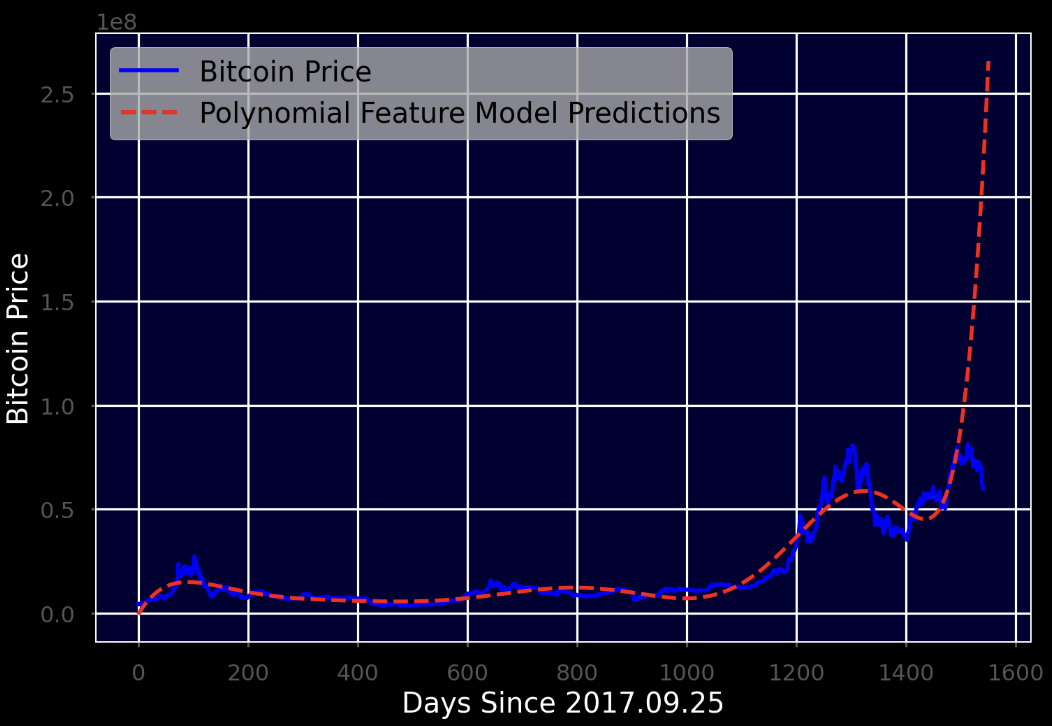 1e8
Bitcoin Price
Polynomial Feature Model Predictions
2.5
2.0
1.5
1.0
0.5
0.0
Bitcoin Price
0 200 400 600 800 1000 1200 1400 1600
Days Since 2017.09.25